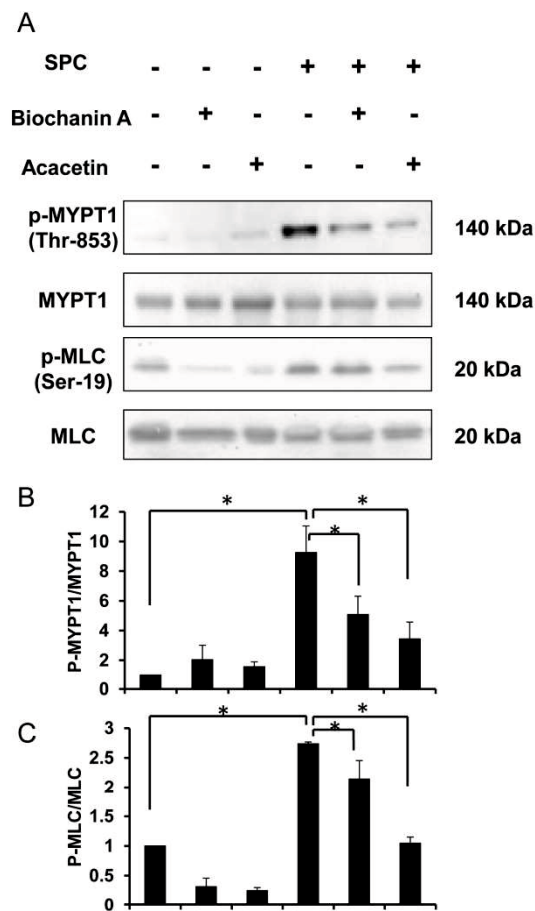 A
SPC - - - + + +
Biochanin A - + - - + -
Acacetin - - + - - +
p-MYPT1
(Thr-853)
140 kDa
MYPT1
140 kDa
p-MLC
(Ser-19)
20 kDa
MLC
20 kDa
B
P-MYPT1/MYPT1
12
10
8
6
4
2
0
* * *
C
P-MLC/MLC
3
2.5
2
1.5
1
0.5
0
* * *